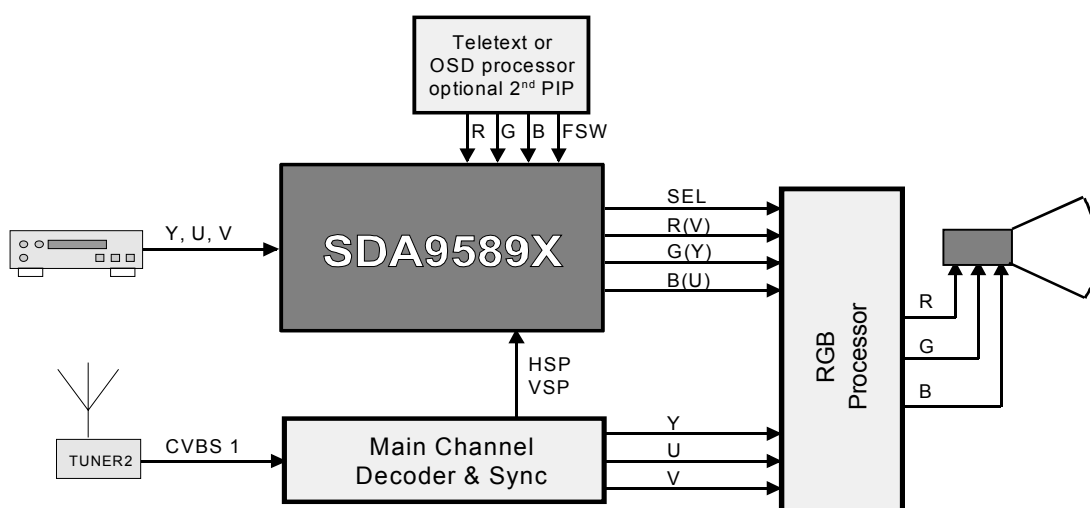 Teletext or
OSD processor
optional 2nd PIP
R G B FSW
SEL
R(V)
G(Y)
B(U)
Y, U, V
SDA9589X
HSP
VSP
RGB
Processor
R
G
B
TUNER2
CVBS 1
Main Channel
Decoder & Sync
Y
U
V